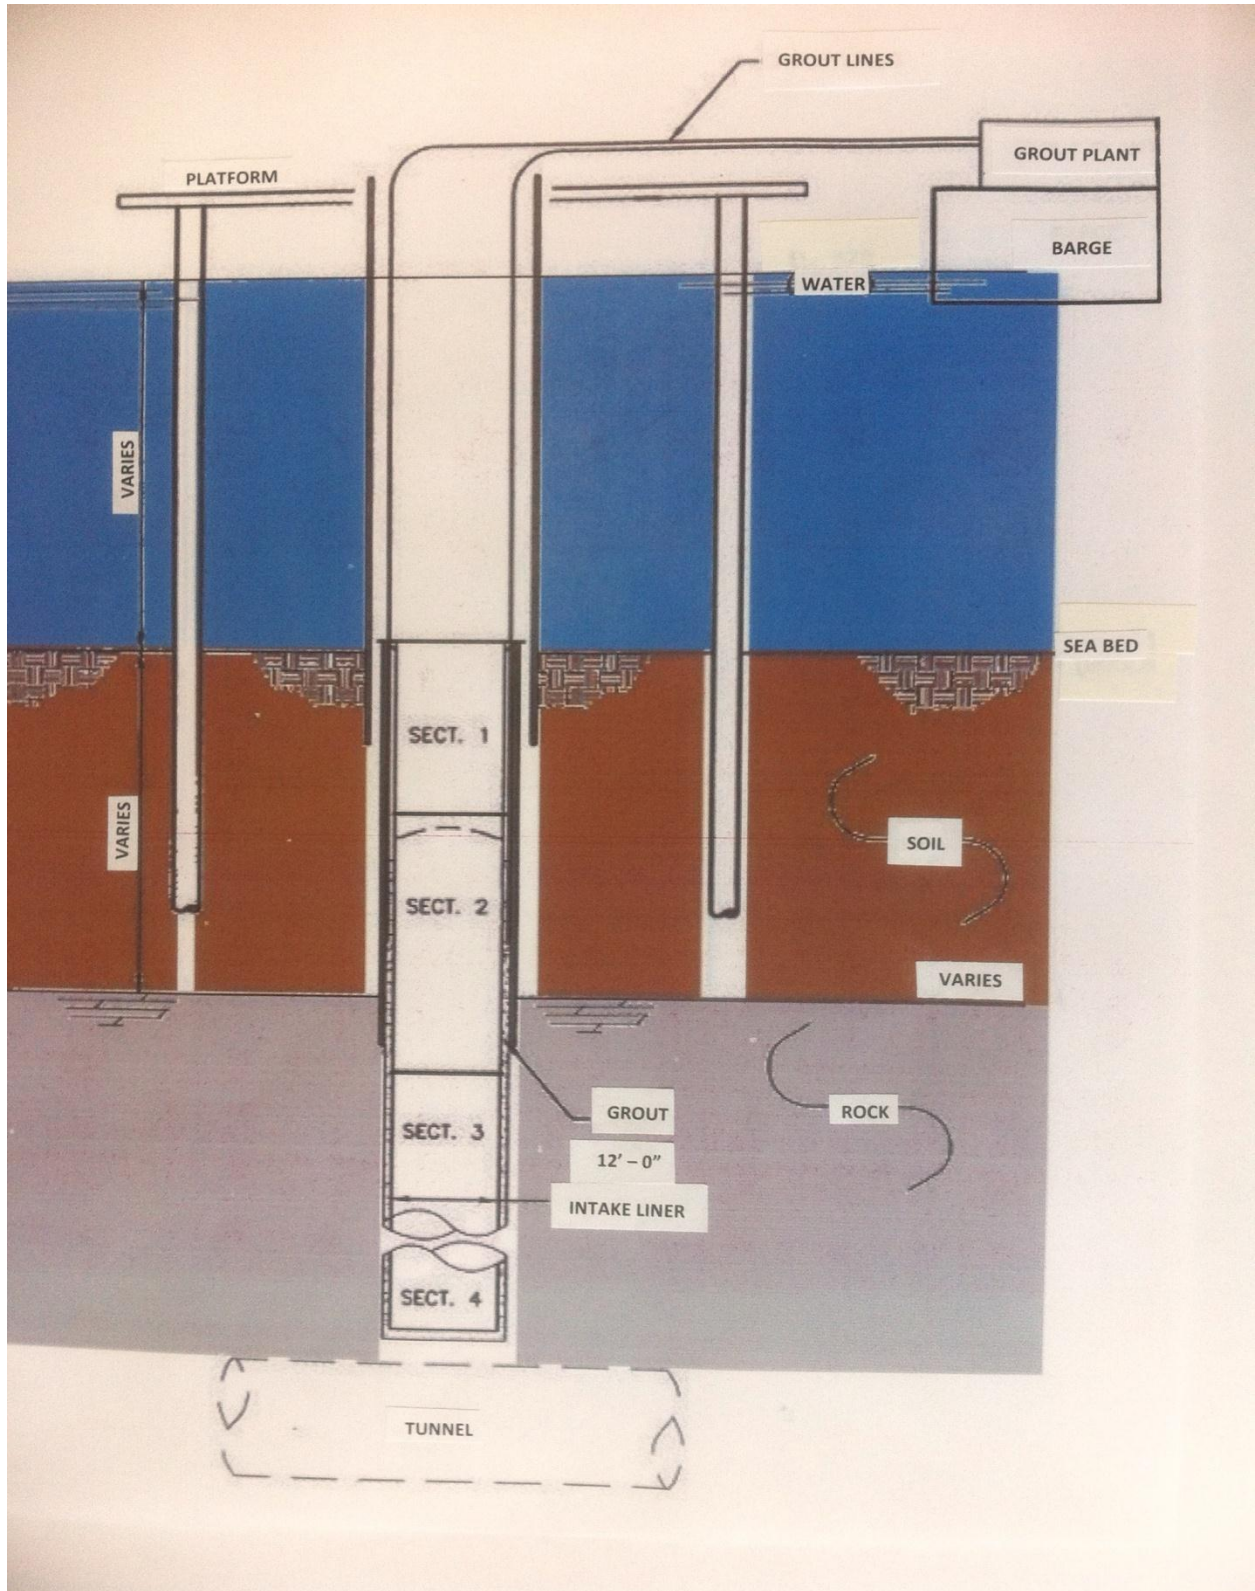 GROUT LINES
GROUT PLANT
PLATFORM
BARGE
WATER
VARIES
SEA BED
SECT. 1
VARIES
SOIL
SECT. 2
VARIES
GROUT
ROCK
SECT. 3
12' – 0"
INTAKE LINER
SECT. 4
TUNNEL